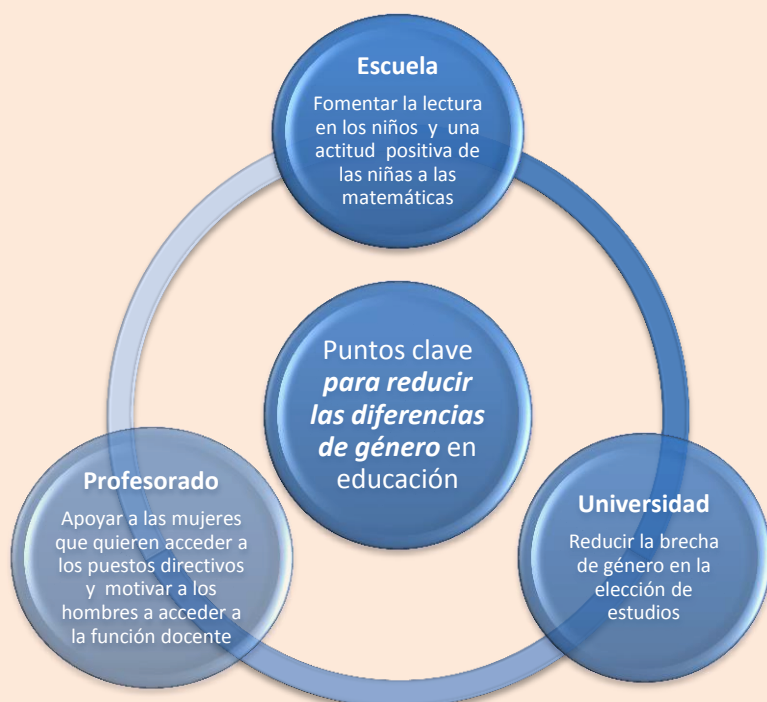 Escuela
Fomentar la lectura
en los niños y una
actitud positiva de
las niñas a las
matemáticas
Puntos clave
para reducir
las diferencias
de género en
educación
Profesorado
Apoyar a las mujeres
que quieren acceder a
los puestos directivos
y motivar a los
hombres a acceder a
la función docente
Universidad
Reducir la brecha
de género en la
elección de
estudios